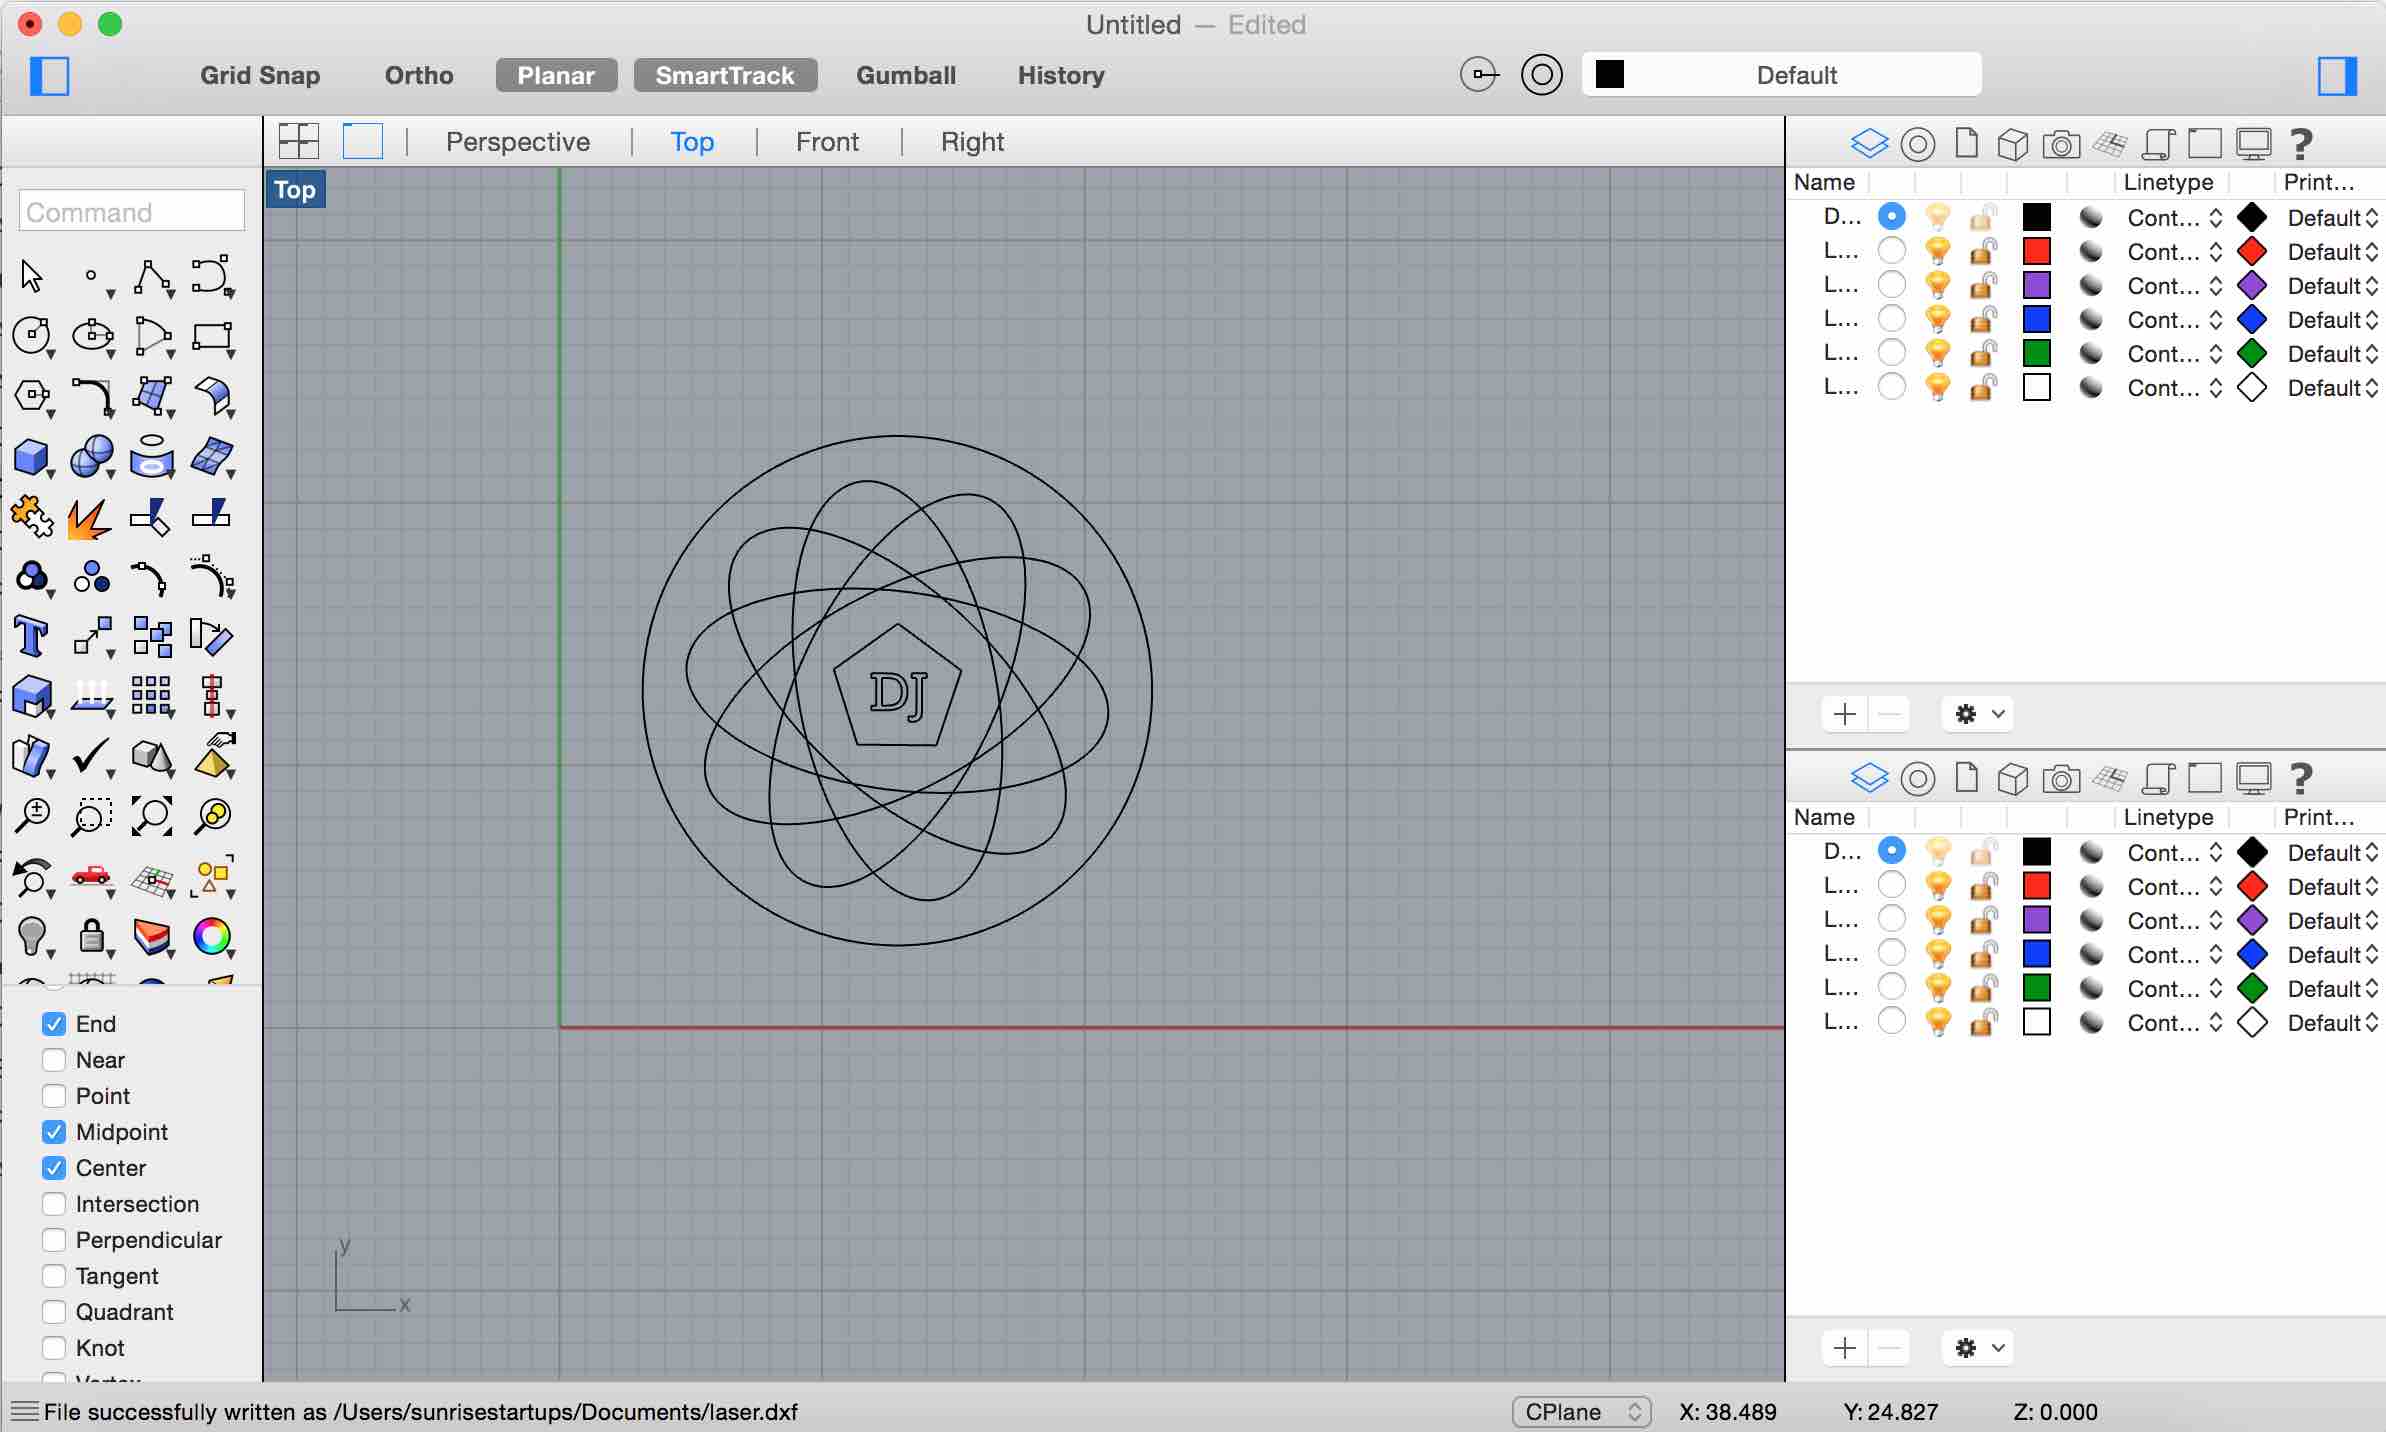 Untitled — Edited
Grid Snap Ortho Planar SmartTrack Gumball History Default
Perspective Top Front Right
Top
Command
DJ
y
x
Name Linetype Print...
D... Cont... Default
L... Cont... Default
L... Cont... Default
L... Cont... Default
L... Cont... Default
L... Cont... Default
Name Linetype Print...
D... Cont... Default
L... Cont... Default
L... Cont... Default
L... Cont... Default
L... Cont... Default
L... Cont... Default
End
Near
Point
Midpoint
Center
Intersection
Perpendicular
Tangent
Quadrant
Knot
File successfully written as /Users/sunrisestartups/Documents/laser.dxf CPlane X: 38.489 Y: 24.827 Z: 0.000